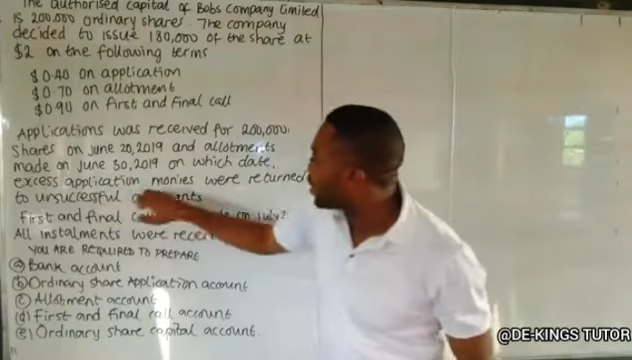 The authorised capital of Bobs Company Limited
is 200,000 ordinary shares. The company
decided to issue 180,000 of the share at
$2 on the following terms
$0.40 on application
$0.70 on allotment
$0.90 on first and final call
Applications was received for 200,000
shares on June 20,2019 and allotments
made on June 30,2019 on which date,
excess application monies were returned
to unsuccessful
First and final on July
All instalments were
YOU ARE REQUIRED TO PREPARE
(a) Bank account
(b) Ordinary share Application acount
(c) Allotment account
(d) First and final call account
(e) Ordinary share capital account.
@DE-KINGS TUTOR